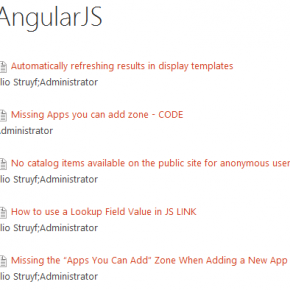 AngularJS
Automatically refreshing results in display templates
lio Struyf;Administrator
Missing Apps you can add zone - CODE
Administrator
No catalog items available on the public site for anonymous user
lio Struyf;Administrator
How to use a Lookup Field Value in JS LINK
lio Struyf;Administrator
Missing the "Apps You Can Add" Zone When Adding a New App
lio Struyf;Administrator